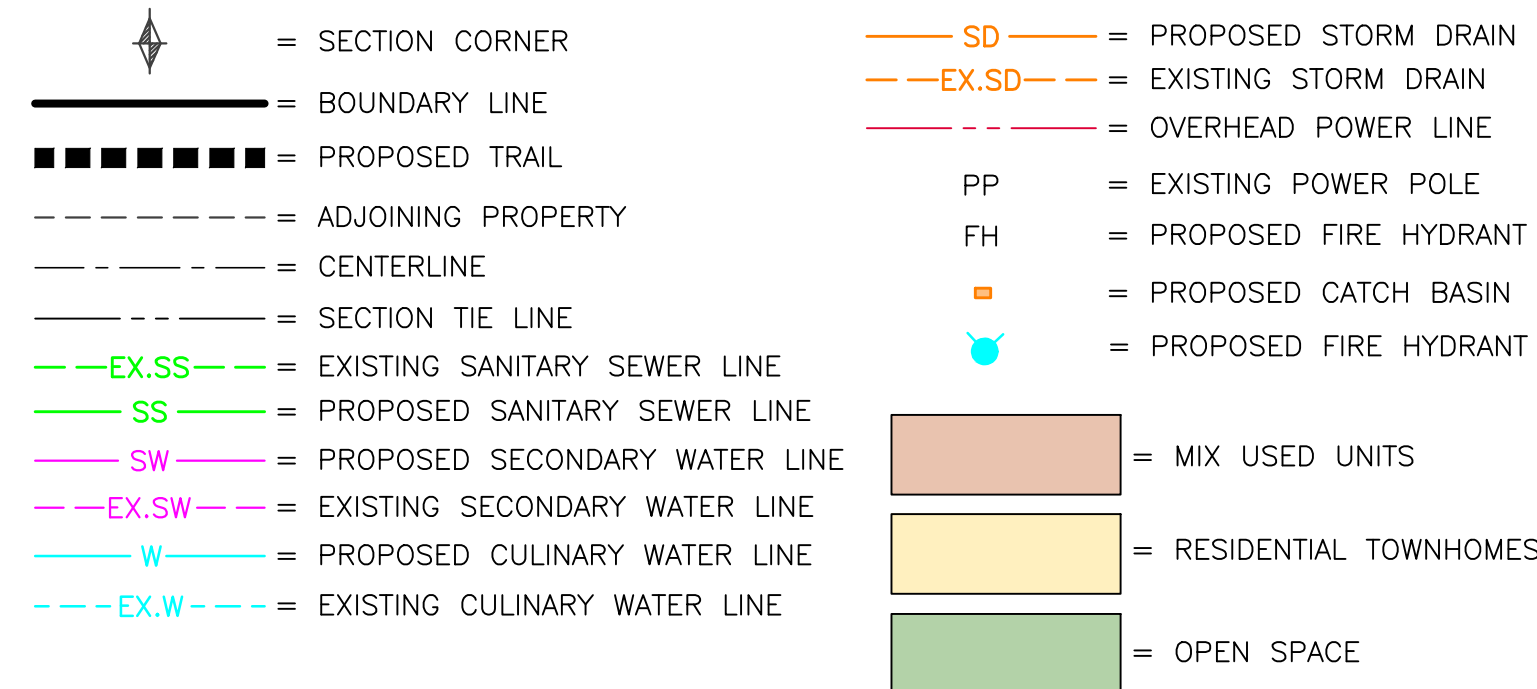 = SECTION CORNER
= BOUNDARY LINE
= PROPOSED TRAIL
= ADJOINING PROPERTY
= CENTERLINE
= SECTION TIE LINE
EX.SS = EXISTING SANITARY SEWER LINE
SS = PROPOSED SANITARY SEWER LINE
SW = PROPOSED SECONDARY WATER LINE
EX.SW = EXISTING SECONDARY WATER LINE
W = PROPOSED CULINARY WATER LINE
EX.W = EXISTING CULINARY WATER LINE
SD = PROPOSED STORM DRAIN
EX.SD = EXISTING STORM DRAIN
= OVERHEAD POWER LINE
PP = EXISTING POWER POLE
FH = PROPOSED FIRE HYDRANT
= PROPOSED CATCH BASIN
= PROPOSED FIRE HYDRANT
= MIX USED UNITS
= RESIDENTIAL TOWNHOMES
= OPEN SPACE